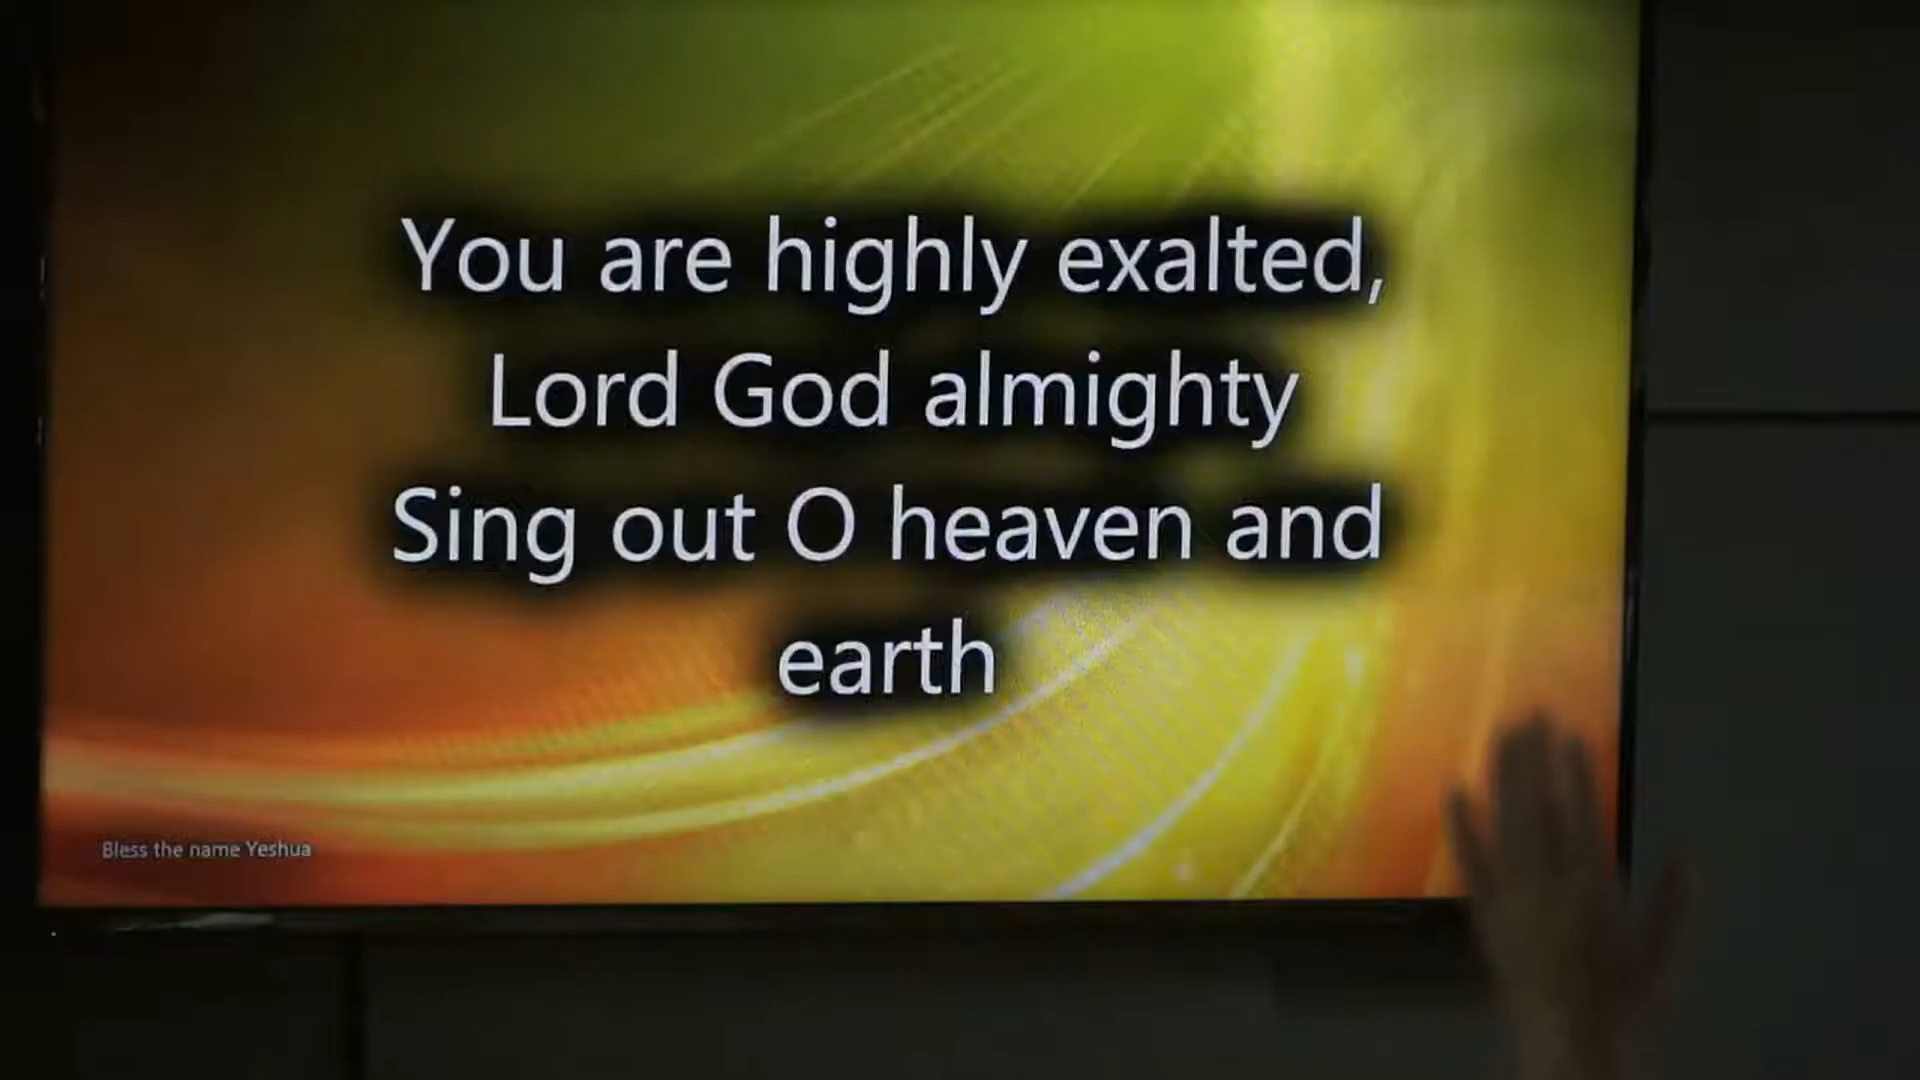 You are highly exalted,
Lord God almighty
Sing out O heaven and
earth
Bless the name Yeshua